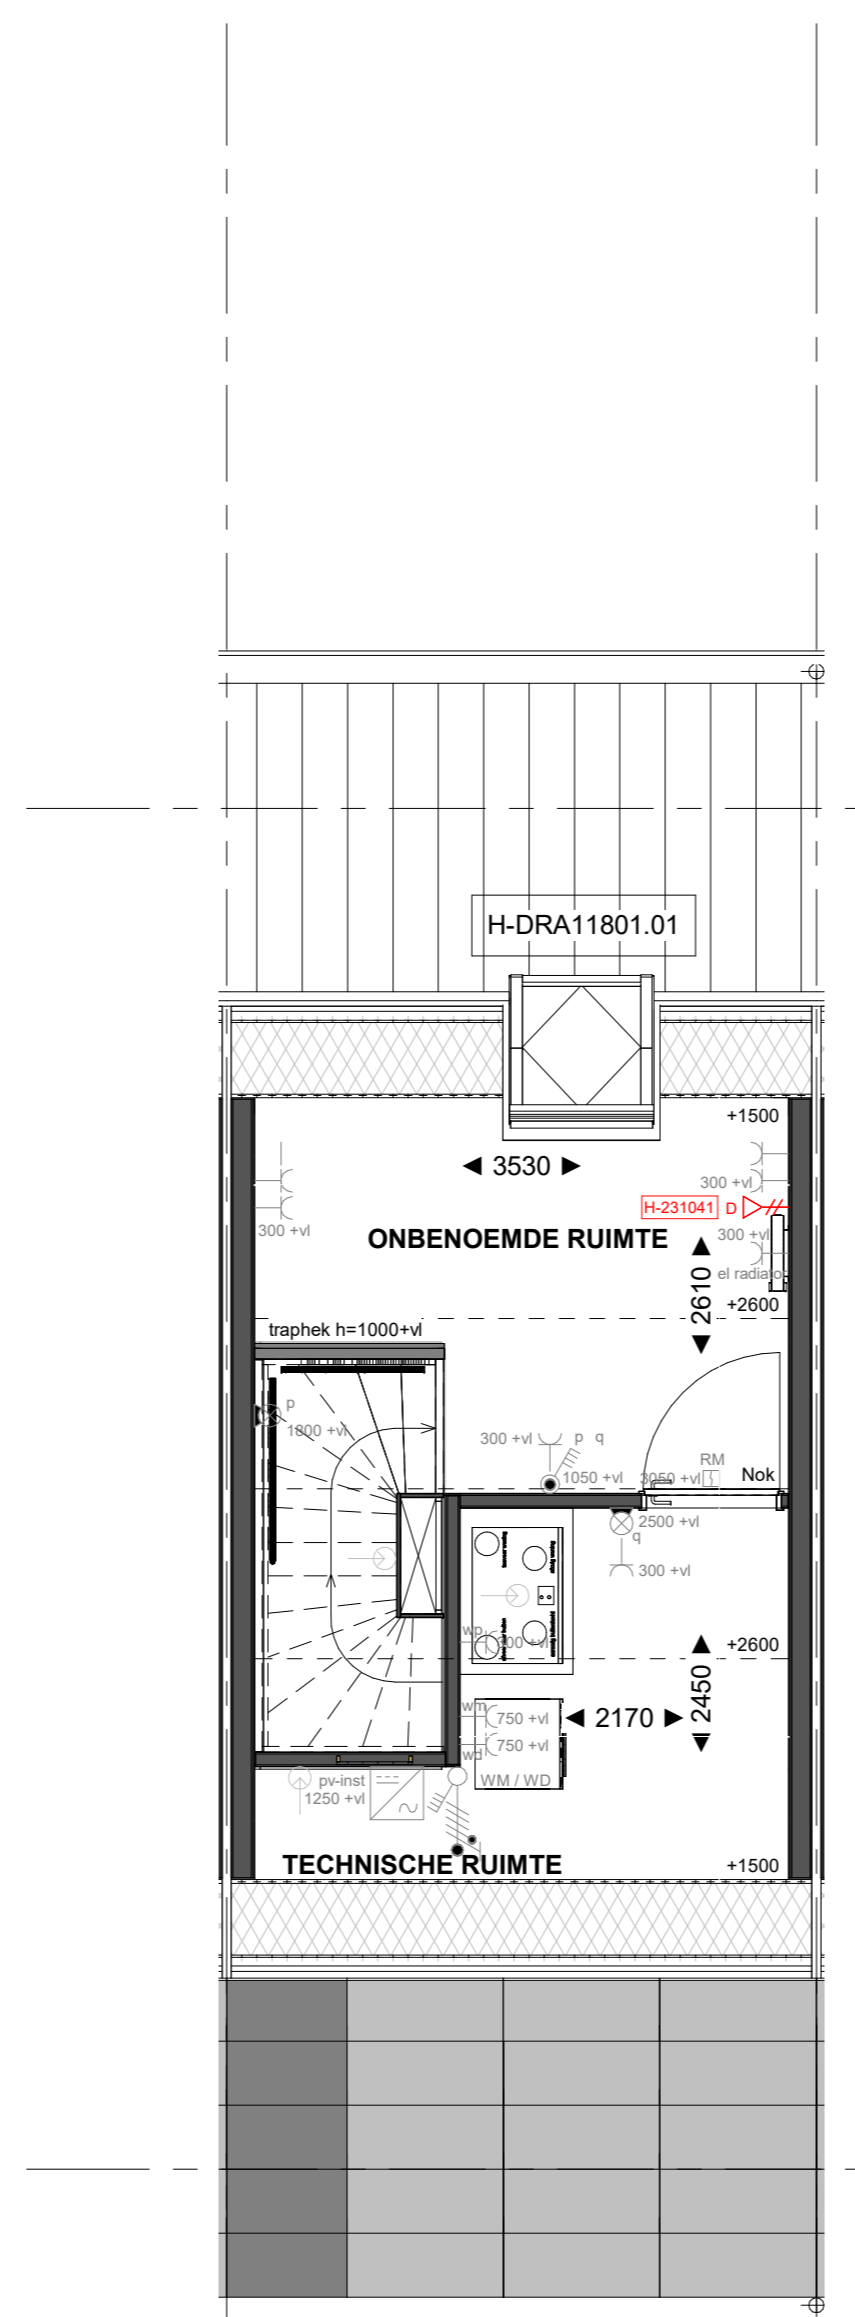 H-DRA11801.01
+1500
3530
300 +vl
H-231041 D
300 +vl
300 +vl
ONBENOEMDE RUIMTE
el radiator
2610
+2600
traphek h=1000+vl
p
1800 +vl
300 +vl
p q
RM
1050 +vl
3050 +vl
Nok
2500 +vl
q
300 +vl
wp
300 +vl
+2600
2450
wm
750 +vl
2170
wd
750 +vl
pv-inst
WM / WD
1250 +vl
TECHNISCHE RUIMTE
+1500